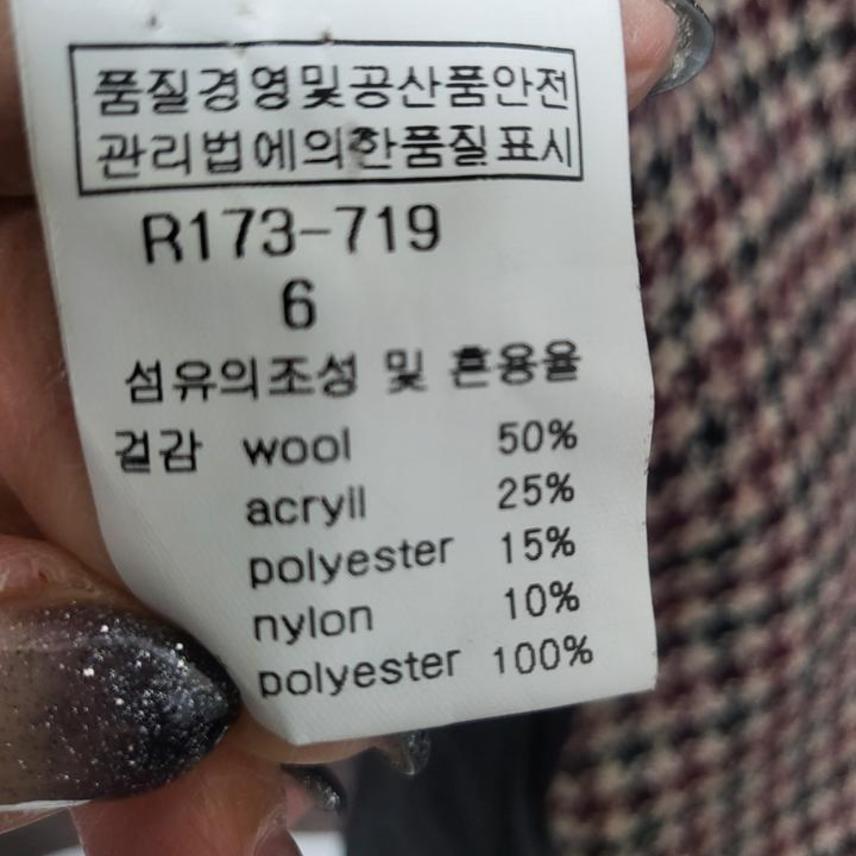 품질경영및공산품안전
관리법에의한품질표시
R173-719
6
섬유의조성 및 혼용율
겉감 wool 50%
acryil 25%
polyester 15%
nylon 10%
polyester 100%